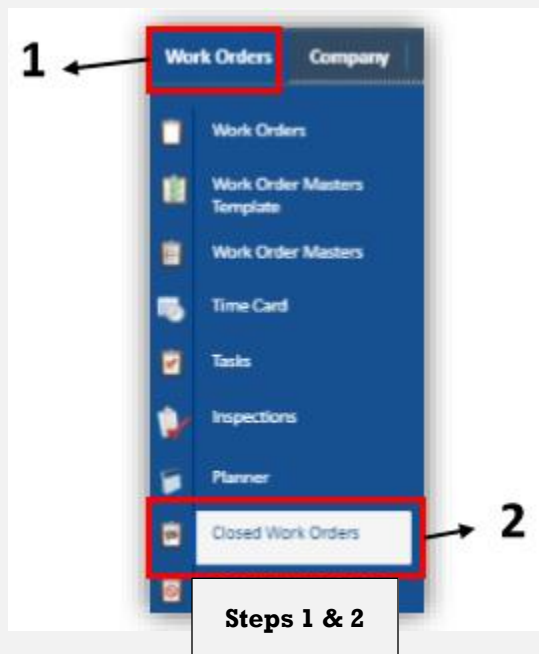 1
Work Orders
Company
Work Orders
Work Order Masters
Template
Work Order Masters
Time Card
Tasks
Inspections
Planner
Closed Work Orders
2
Steps 1 & 2